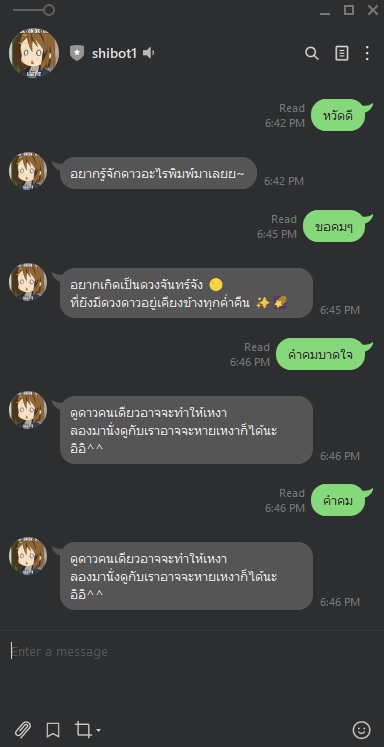 shibot1
Read
6:42 PM
หวัดดี
อยากรู้จักดาวอะไรพิมพ์มาเลยย~
6:42 PM
Read
6:45 PM
ขอคมๆ
อยากเกิดเป็นดวงจันทร์จัง
ที่ยังมีดวงดาวอยู่เคียงข้างทุกค่ำคืน
6:45 PM
Read
6:46 PM
คำคมบาดใจ
ดูดาวคนเดียวอาจจะทำให้เหงา
ลองมานั่งดูกับเราอาจจะหายเหงาก็ได้นะ
อิอิ^^
6:46 PM
Read
6:46 PM
คำคม
ดูดาวคนเดียวอาจจะทำให้เหงา
ลองมานั่งดูกับเราอาจจะหายเหงาก็ได้นะ
อิอิ^^
6:46 PM
Enter a message